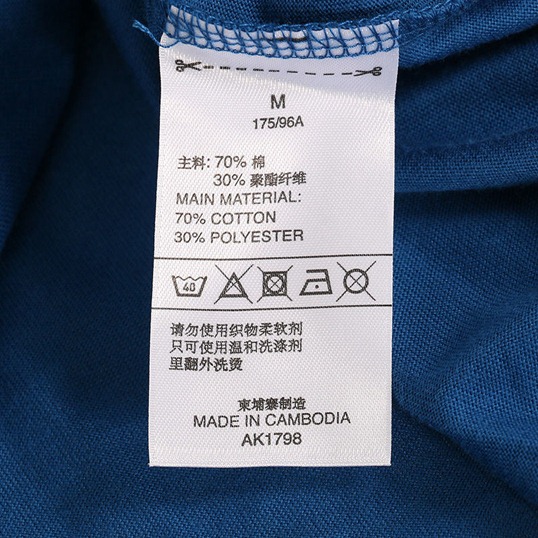 M
175/96A
主料: 70% 棉
30% 聚酯纤维
MAIN MATERIAL:
70% COTTON
30% POLYESTER
40
请勿使用织物柔软剂
只可使用温和洗涤剂
里翻外洗烫
柬埔寨制造
MADE IN CAMBODIA
AK1798